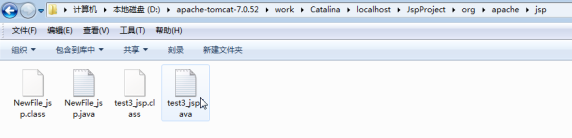 计算机 ▸ 本地磁盘 (D:) ▸ apache-tomcat-7.0.52 ▸ work ▸ Catalina ▸ localhost ▸ JspProject ▸ org ▸ apache ▸ jsp
文件(F) 编辑(E) 查看(V) 工具(T) 帮助(H)
组织 包含到库中 共享 刻录 新建文件夹
NewFile_js NewFile_js test3_jsp.cl test3_jsp.j
p.class p.java ass ava